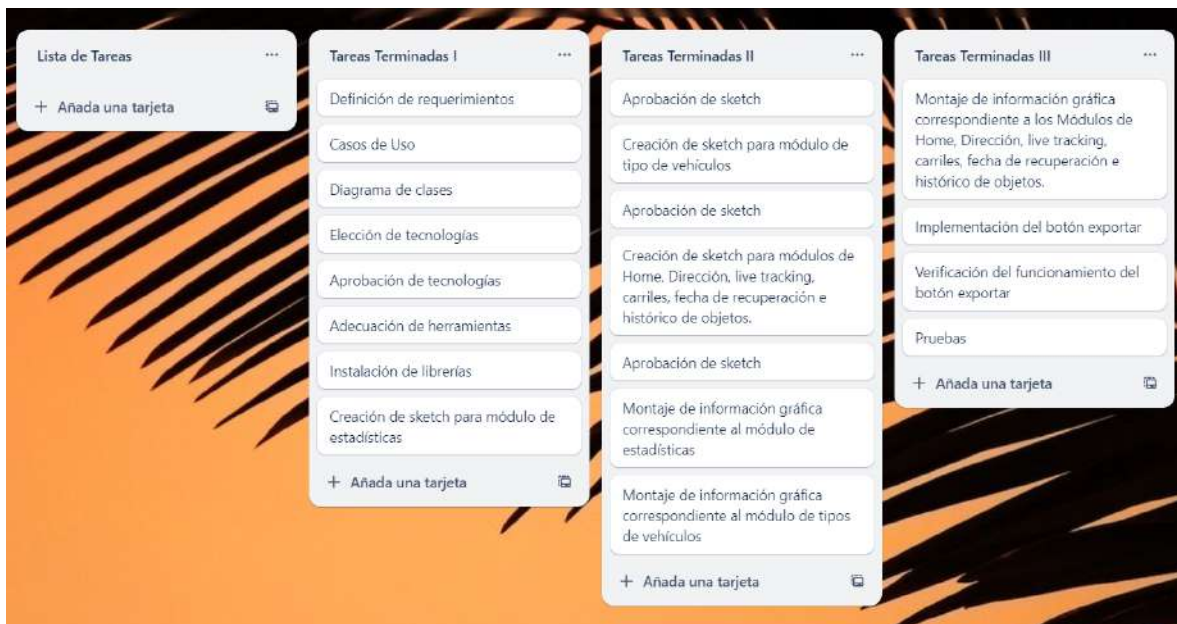 Lista de Tareas
+ Añada una tarjeta
Tareas Terminadas I
Definición de requerimientos
Casos de Uso
Diagrama de clases
Elección de tecnologías
Aprobación de tecnologías
Adecuación de herramientas
Instalación de librerías
Creación de sketch para módulo de
estadísticas
+ Añada una tarjeta
Tareas Terminadas II
Aprobación de sketch
Creación de sketch para módulo de
tipo de vehículos
Aprobación de sketch
Creación de sketch para módulos de
Home. Dirección, live tracking,
carriles, fecha de recuperación e
histórico de objetos.
Aprobación de sketch
Montaje de información gráfica
correspondiente al módulo de
estadísticas
Montaje de información gráfica
correspondiente al módulo de tipos
de vehículos
+ Añada una tarjeta
Tareas Terminadas III
Montaje de información gráfica
correspondiente a los Módulos de
Home, Dirección, live tracking,
carriles, fecha de recuperación e
histórico de objetos.
Implementación del botón exportar
Verificación del funcionamiento del
botón exportar
Pruebas
+ Añada una tarjeta